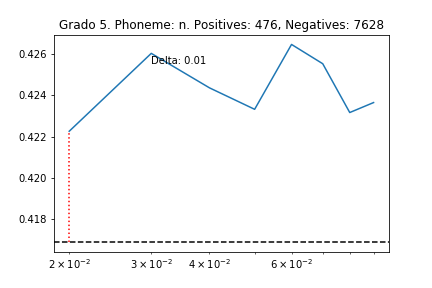 Grado 5. Phoneme: n. Positives: 476, Negatives: 7628
0.426
Delta: 0.01
0.424
0.422
0.420
0.418
2 × 10⁻² 3 × 10⁻² 4 × 10⁻² 6 × 10⁻²